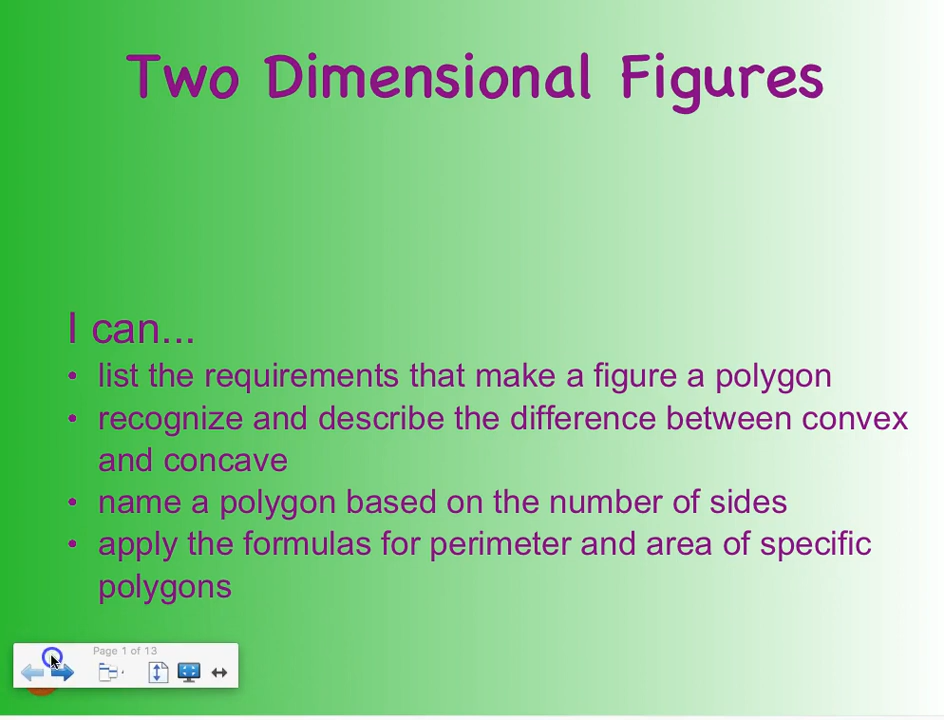 Two Dimensional Figures
I can...
• list the requirements that make a figure a polygon
• recognize and describe the difference between convex
and concave
• name a polygon based on the number of sides
• apply the formulas for perimeter and area of specific
polygons
Page 1 of 13